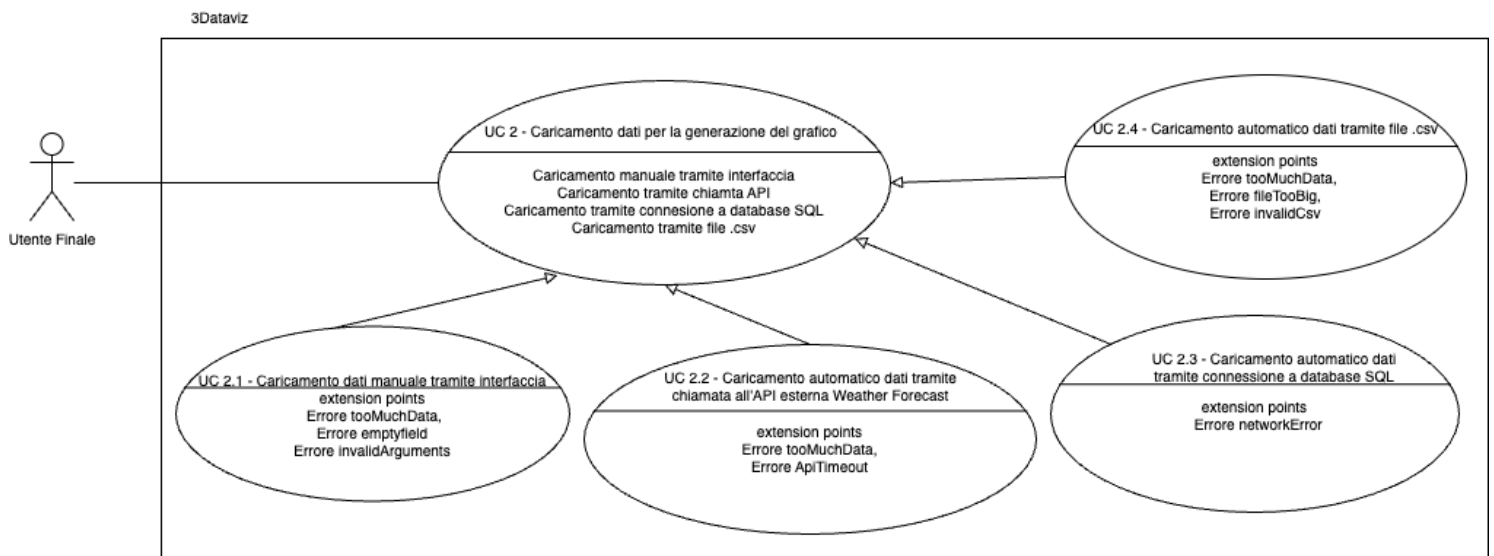 3Dataviz
Utente Finale
UC 2 - Caricamento dati per la generazione del grafico
Caricamento manuale tramite interfaccia
Caricamento tramite chiamta API
Caricamento tramite connesione a database SQL
Caricamento tramite file .csv
UC 2.4 - Caricamento automatico dati tramite file .csv
extension points
Errore tooMuchData,
Errore fileTooBig,
Errore invalidCsv
UC 2.1 - Caricamento dati manuale tramite interfaccia
extension points
Errore tooMuchData,
Errore emptyfield
Errore invalidArguments
UC 2.2 - Caricamento automatico dati tramite
chiamata all'API esterna Weather Forecast
extension points
Errore tooMuchData,
Errore ApiTimeout
UC 2.3 - Caricamento automatico dati
tramite connessione a database SQL
extension points
Errore networkError